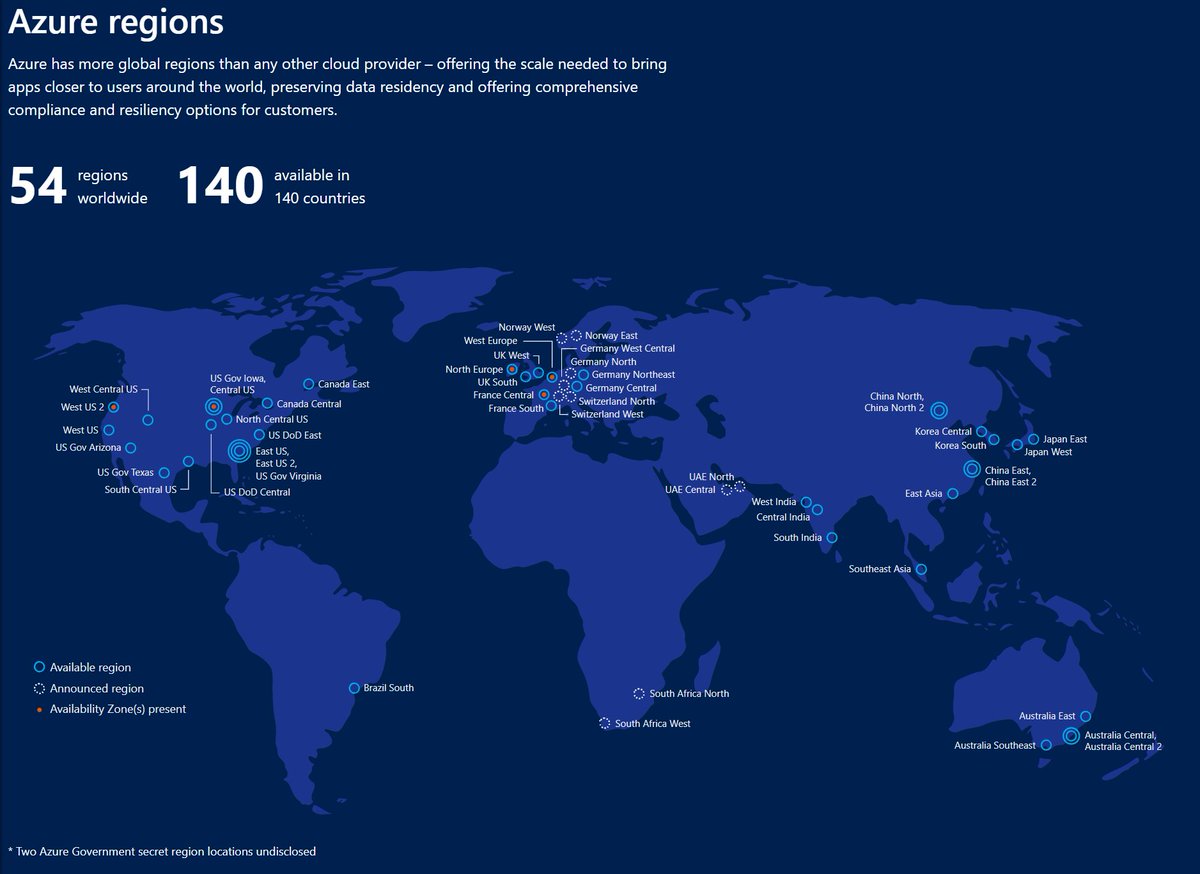 Azure regions
Azure has more global regions than any other cloud provider – offering the scale needed to bring
apps closer to users around the world, preserving data residency and offering comprehensive
compliance and resiliency options for customers.
54 regions
worldwide
140 available in
140 countries
Norway West
Norway East
West Europe
Germany West Central
UK West
Germany North
North Europe
Germany Northeast
UK South
Germany Central
France Central
Switzerland North
France South
Switzerland West
US Gov Iowa,
Central US
Canada East
West Central US
West US 2
Canada Central
North Central US
West US
US DoD East
US Gov Arizona
East US,
East US 2,
US Gov Virginia
US Gov Texas
South Central US
US DoD Central
China North,
China North 2
Korea Central
Korea South
Japan East
Japan West
China East,
China East 2
East Asia
UAE North
UAE Central
West India
Central India
South India
Southeast Asia
Available region
Announced region
Availability Zone(s) present
Brazil South
South Africa North
South Africa West
Australia East
Australia Central,
Australia Central 2
Australia Southeast
* Two Azure Government secret region locations undisclosed